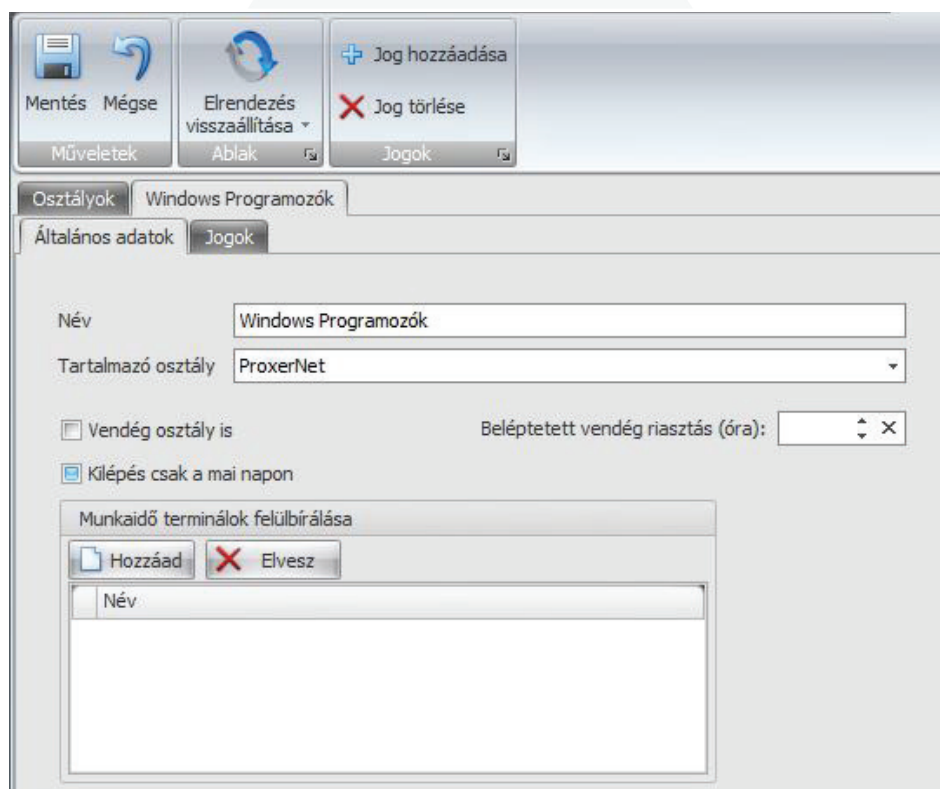 Jog hozzáadása
Mentés Mégse
Elrendezés
visszaállítása
Jog törlése
Műveletek
Ablak
Jogok
Osztályok
Windows Programozók
Általános adatok
Jogok
Név
Windows Programozók
Tartalmazó osztály
ProxerNet
Vendég osztály is
Beléptetett vendég riasztás (óra):
Kilépés csak a mai napon
Munkaidő terminálok felülbírálása
Hozzáad
Elvesz
Név